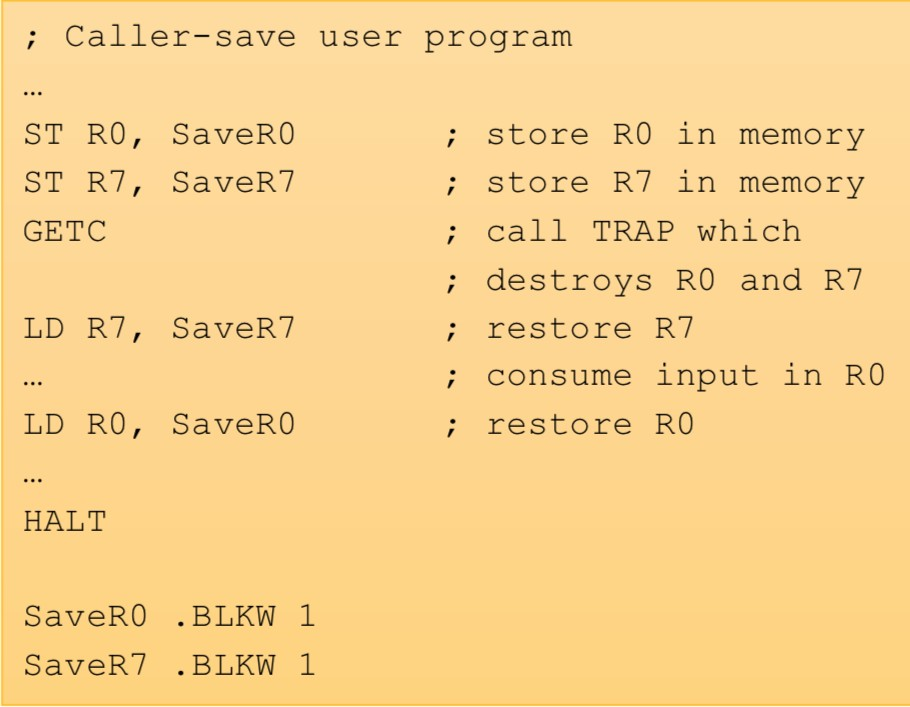 ; Caller-save user program
…
ST R0, SaveR0 ; store R0 in memory
ST R7, SaveR7 ; store R7 in memory
GETC ; call TRAP which
; destroys R0 and R7
LD R7, SaveR7 ; restore R7
… ; consume input in R0
LD R0, SaveR0 ; restore R0
…
HALT
SaveR0 .BLKW 1
SaveR7 .BLKW 1